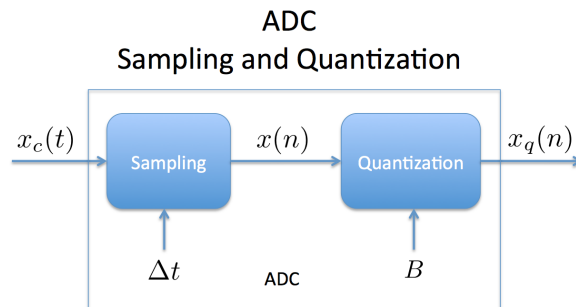 ADC
Sampling and Quantization
x_c(t) Sampling x(n) Quantization x_q(n)
Δt ADC B